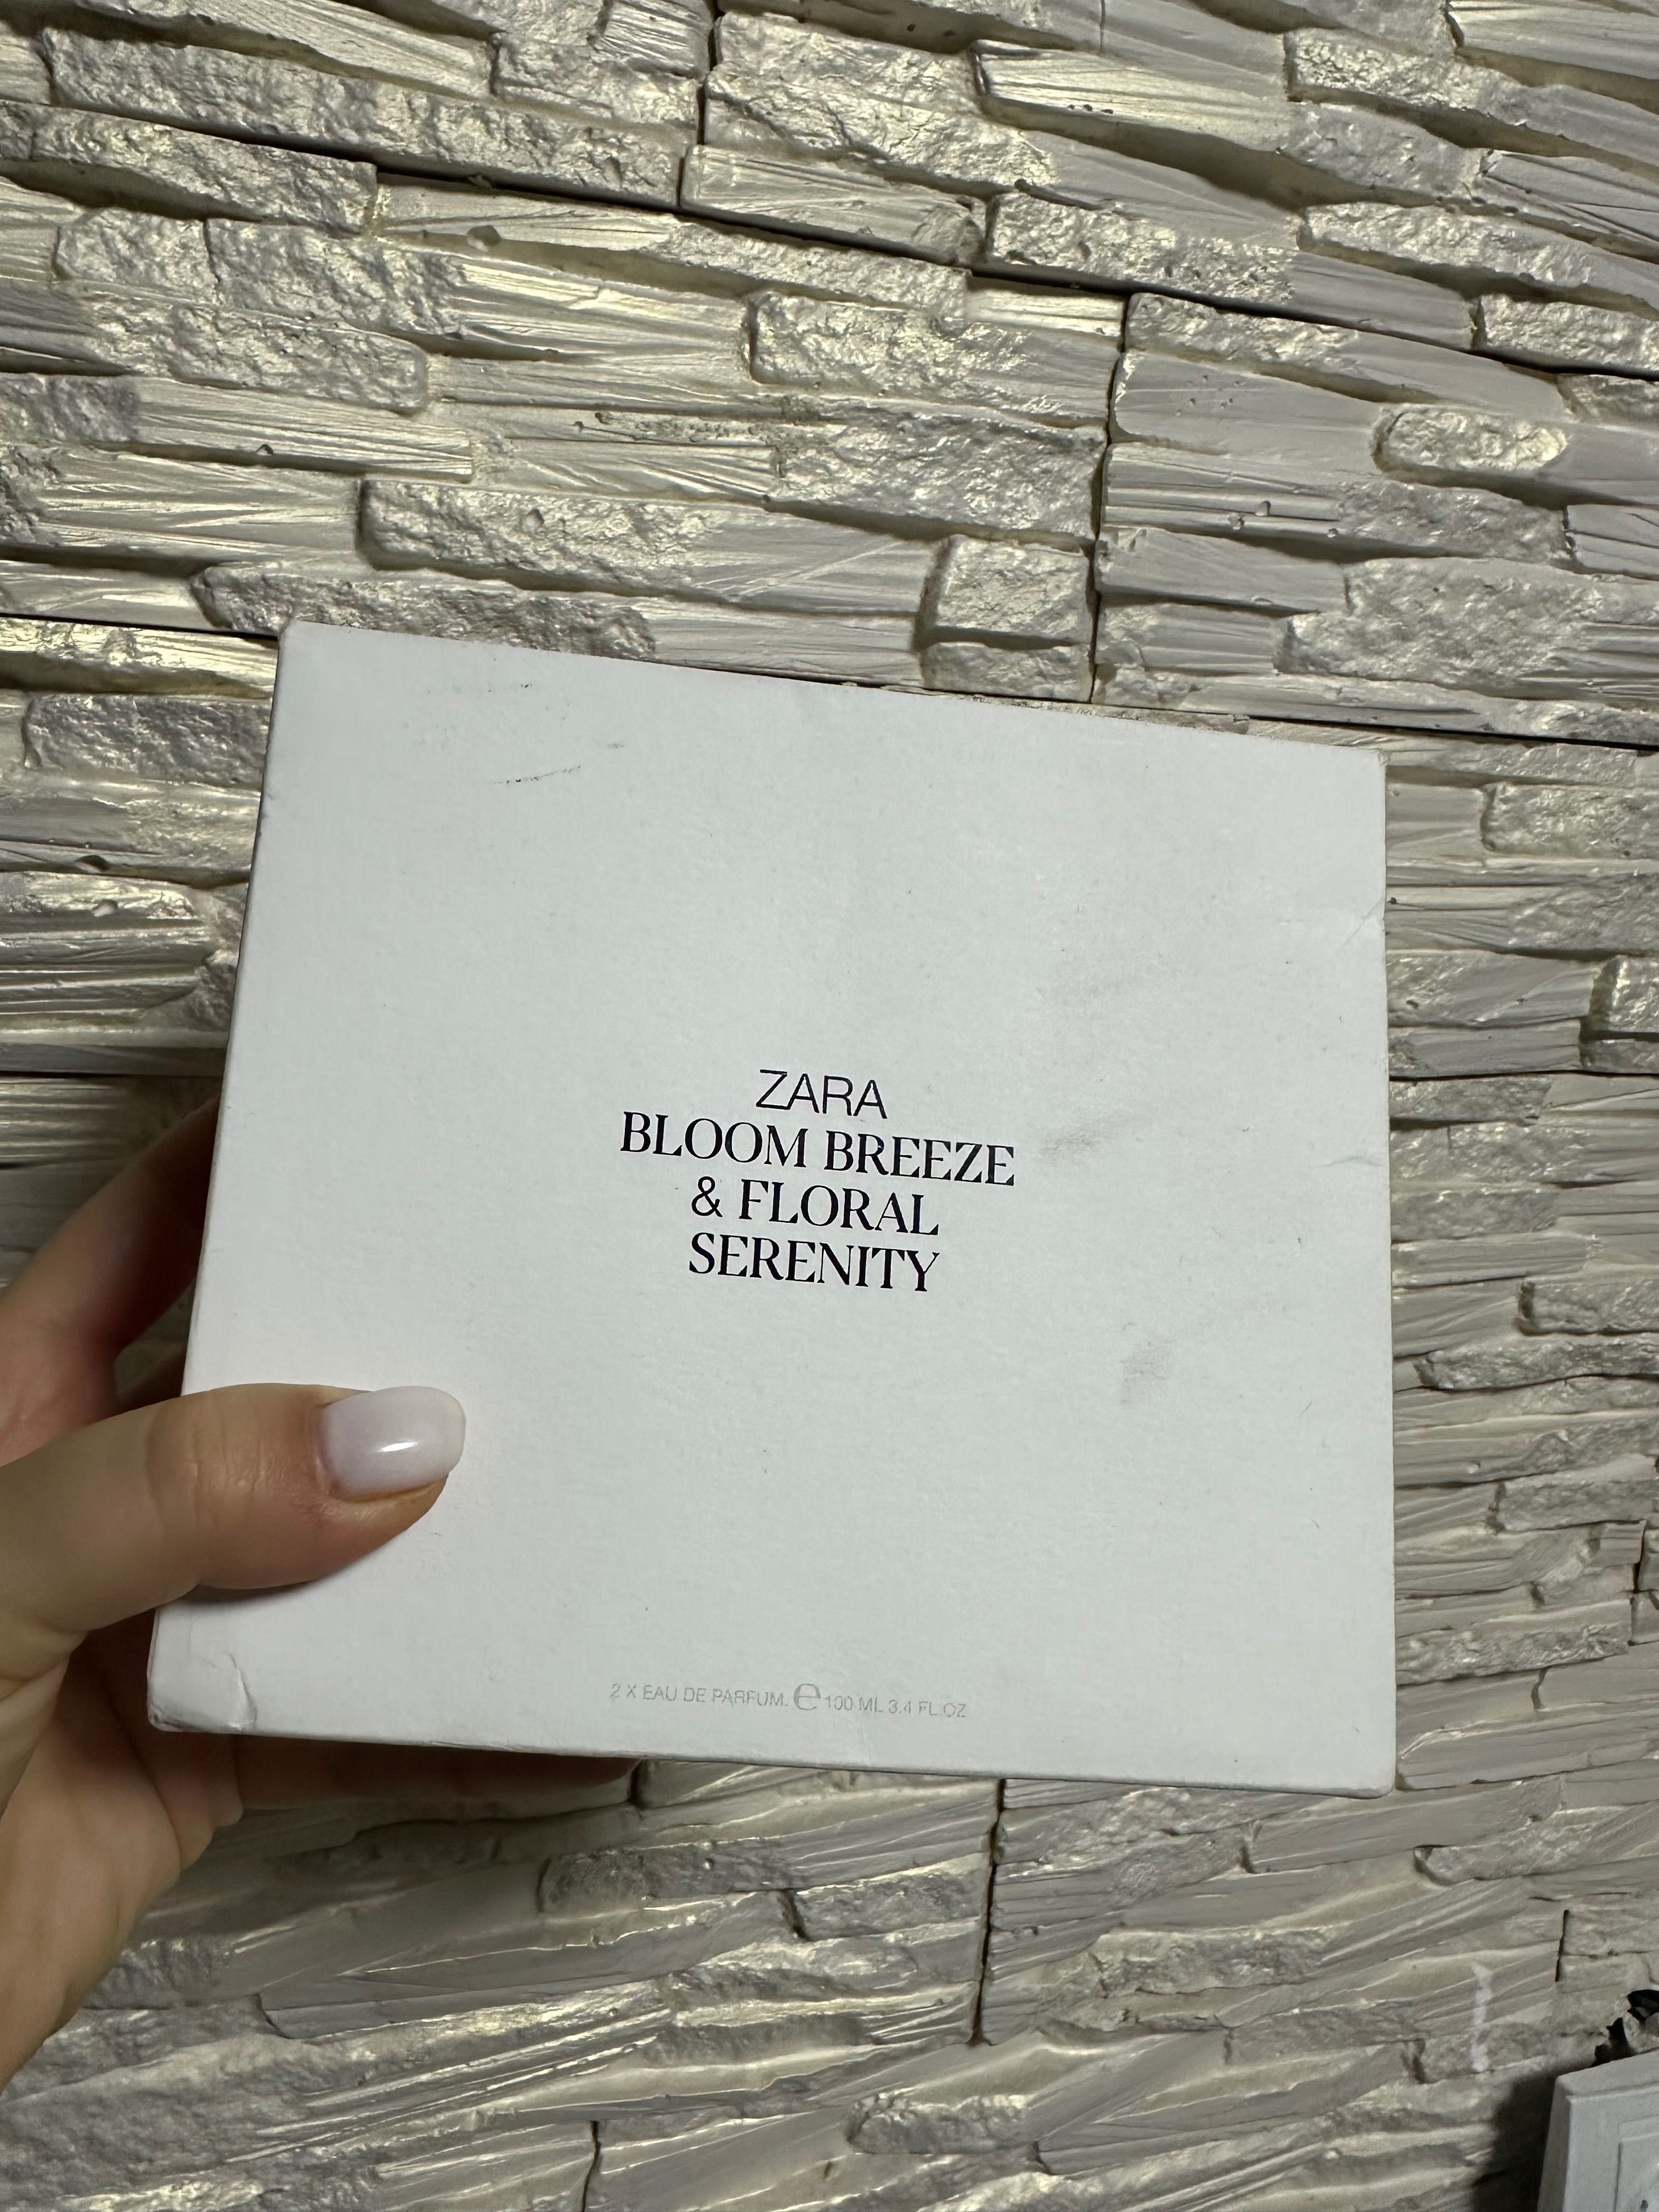 ZARA
BLOOM BREEZE
& FLORAL
SERENITY
2 X EAU DE PARFUM. ℮ 100 ML 3.4 FL.OZ